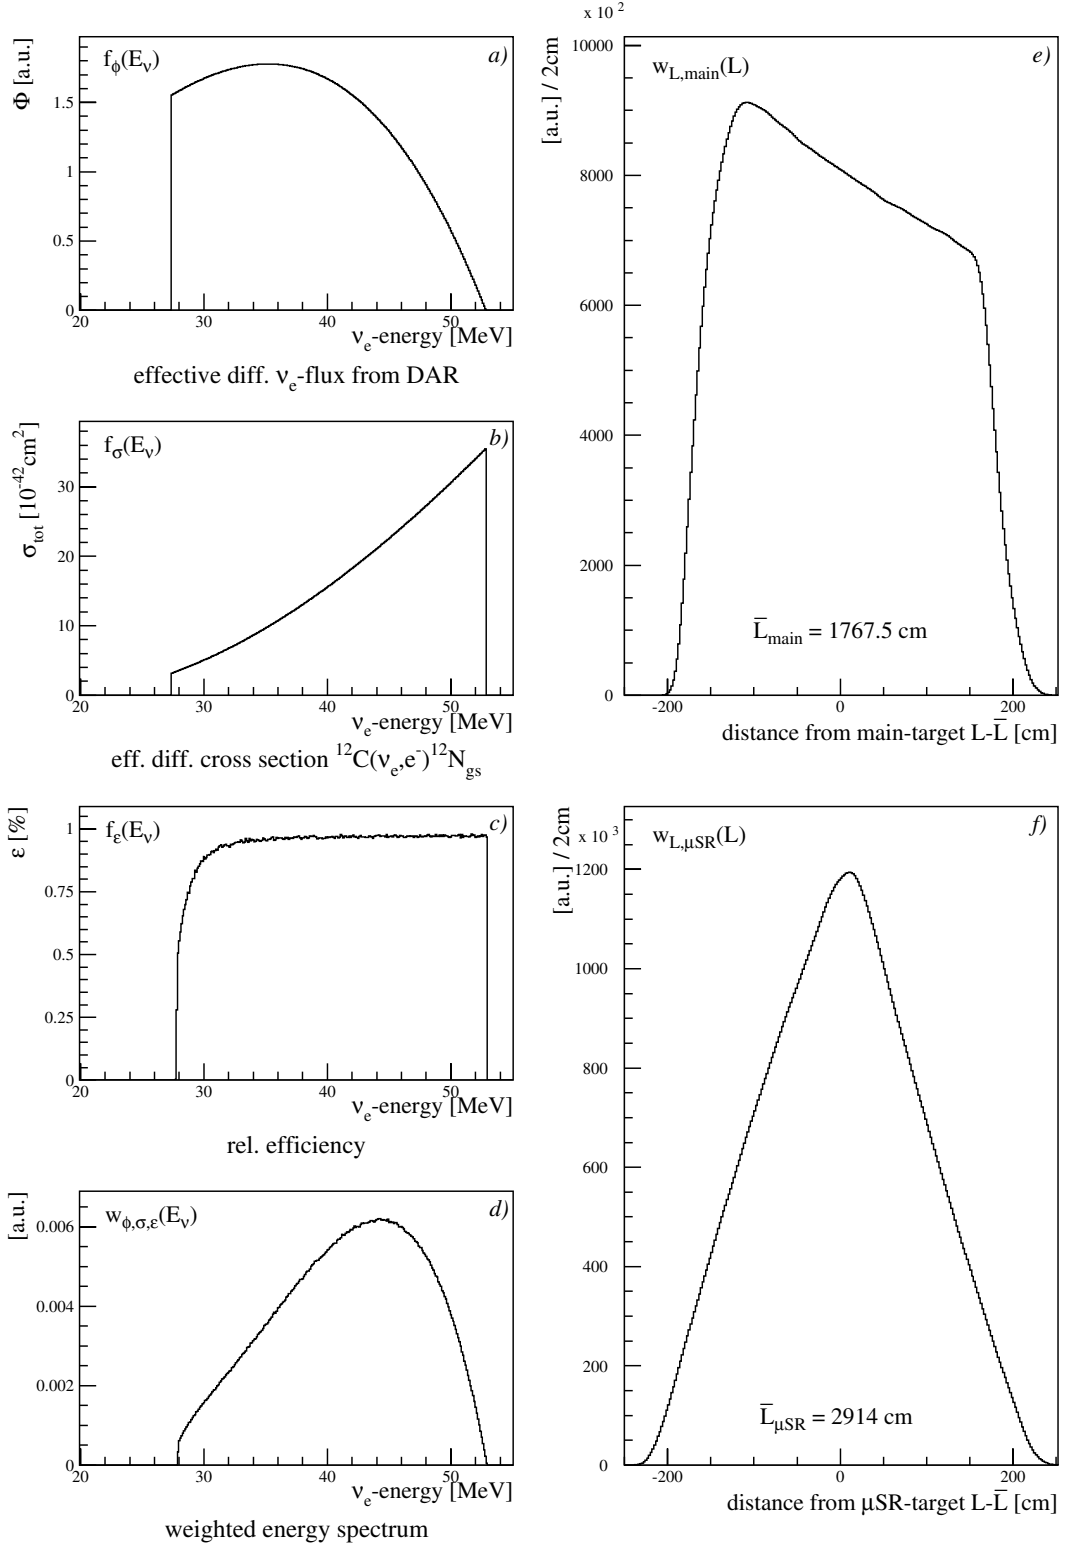 a)
f_ϕ(E_ν)
Φ [a.u.]
1.5
1
0.5
0
20 30 40 50
ν_e-energy [MeV]
effective diff. ν_e-flux from DAR
b)
f_σ(E_ν)
σ_tot [10^-42 cm^2]
30
20
10
0
20 30 40 50
ν_e-energy [MeV]
eff. diff. cross section ^12C(ν_e,e^-)^12N_gs
c)
f_ε(E_ν)
ε [%]
1
0.75
0.5
0.25
0
20 30 40 50
ν_e-energy [MeV]
rel. efficiency
d)
w_ϕ,σ,ε(E_ν)
[a.u.]
0.006
0.004
0.002
0
20 30 40 50
ν_e-energy [MeV]
weighted energy spectrum
x 10^2
e)
w_L,main(L)
[a.u.] / 2cm
10000
8000
6000
4000
2000
0
L̅_main = 1767.5 cm
-200 0 200
distance from main-target L-L̅ [cm]
f)
w_L,μSR(L)
[a.u.] / 2cm
x 10^3
1200
1000
800
600
400
200
0
L̅_μSR = 2914 cm
-200 0 200
distance from μSR-target L-L̅ [cm]